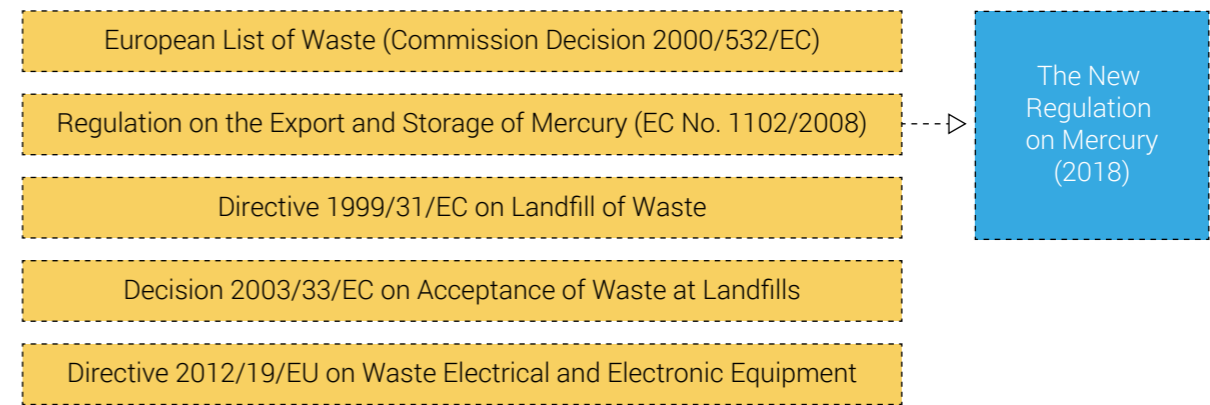 European List of Waste (Commission Decision 2000/532/EC)
Regulation on the Export and Storage of Mercury (EC No. 1102/2008)
Directive 1999/31/EC on Landfill of Waste
Decision 2003/33/EC on Acceptance of Waste at Landfills
Directive 2012/19/EU on Waste Electrical and Electronic Equipment
The New
Regulation
on Mercury
(2018)